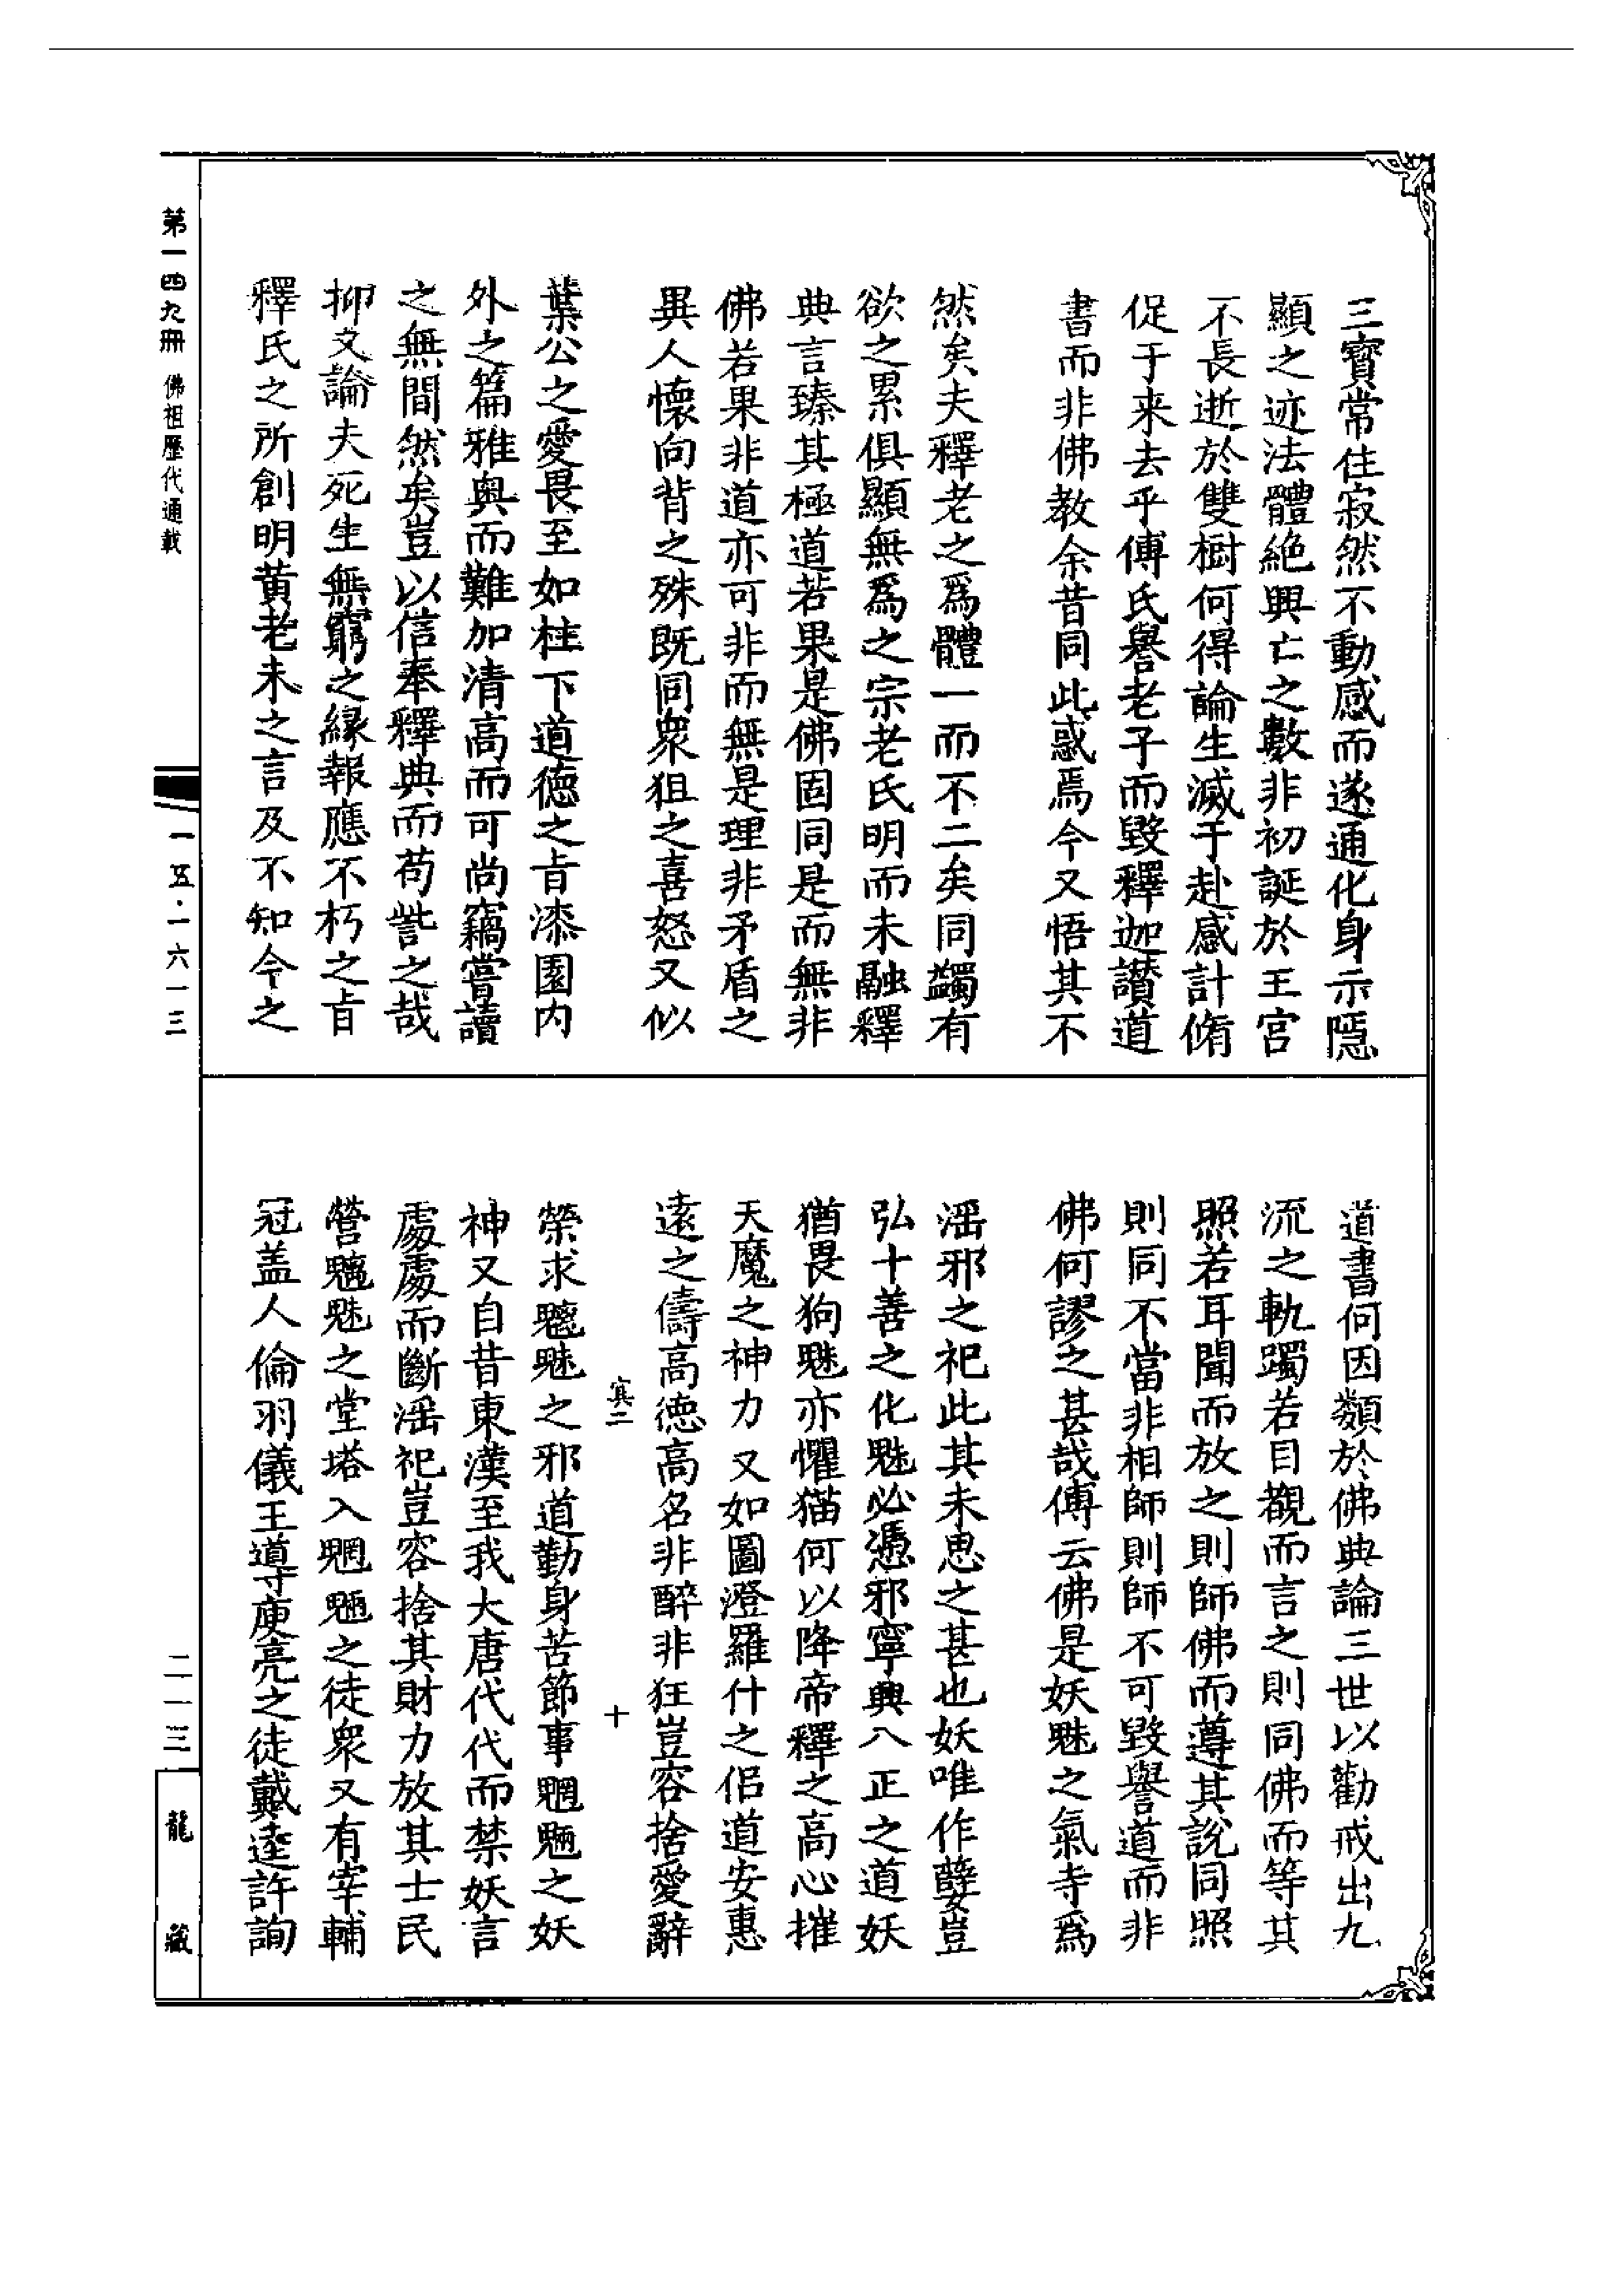 三寶常住寂然不動感而遂通化身示隱
顯之迹法體絶興亡之數非初誕於王宮
不長逝於雙樹何得論生滅于赴感計脩
促于来去乎傅氏譽老子而毀釋迦讃道
書而非佛教余昔同此惑焉今又悟其不
然矣夫釋老之爲體一而不二矣同蠲有
欲之累俱顯無爲之宗老氏明而未融釋
典言臻其極道若果是佛固同是而無非
佛若果非道亦可非而無是理非矛盾之
異人懷向背之殊既同衆狙之喜怒又似
葉公之愛畏至如柱下道德之旨漆園内
外之篇雅奥而難加清高而可尚竊嘗讀
之無間然矣豈以信奉釋典而苟訾之哉
抑文論夫死生無窮之縁報應不朽之旨
釋氏之所創明黄老未之言及不知今之
道書何因類於佛典論三世以勸戒出九
流之軌躅若目覩而言之則同佛而等其
照若耳聞而放之則師佛而遵其説同照
則同不當非相師則師不可毀譽道而非
佛何謬之甚哉傅云佛是妖魅之氣寺爲
淫邪之祀此其未思之甚也妖唯作孽豈
弘十善之化魅必憑邪寧興八正之道妖
猶畏狗魅亦懼猫何以降帝釋之高心摧
天魔之神力又如圖澄羅什之侣道安惠
遠之儔高德高名非醉非狂豈容捨愛辭
榮求魑魅之邪道勤身苦節事魍魎之妖
神又自昔東漢至我大唐代代而禁妖言
處處而斷淫祀豈容捨其財力放其士民
營魑魅之堂塔入魍魎之徒衆又有宰輔
冠盖人倫羽儀王導庾亮之徒戴逵許詢
寘二
十
第一四九冊 佛祖歷代通載
一五·一六一三
二一三
龍藏